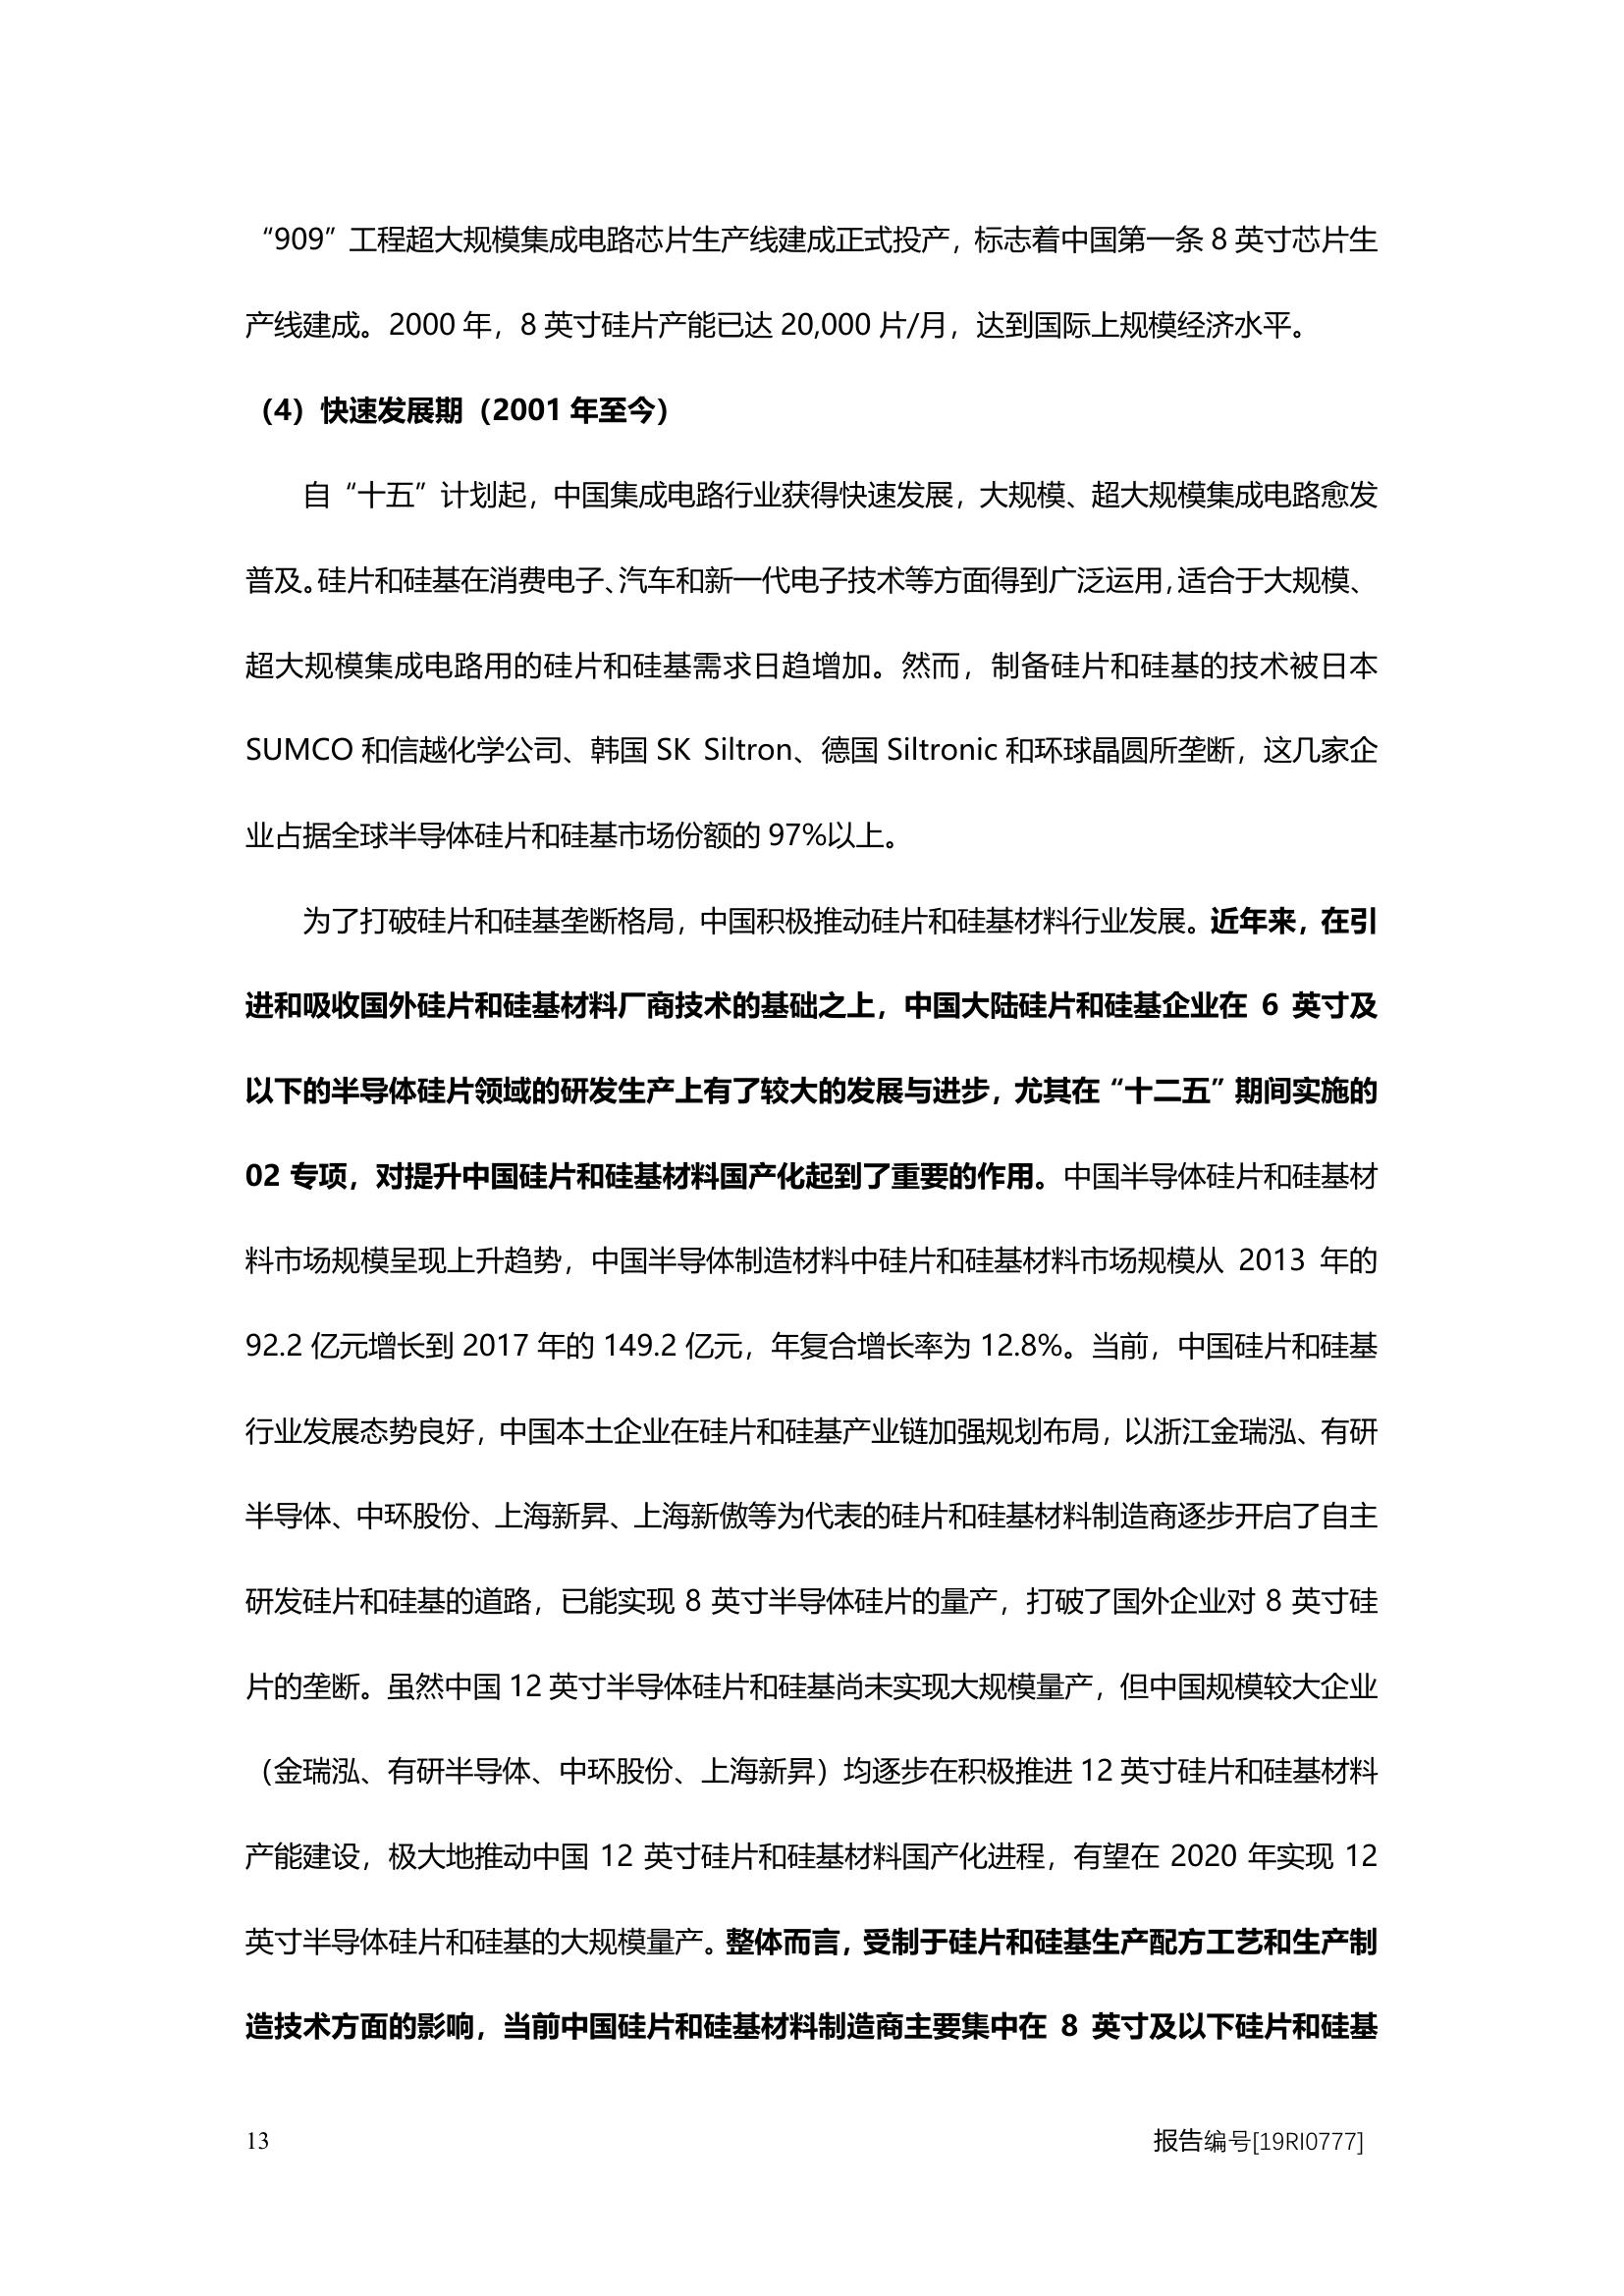 “909”工程超大规模集成电路芯片生产线建成正式投产，标志着中国第一条 8 英寸芯片生
产线建成。2000 年，8 英寸硅片产能已达 20,000 片/月，达到国际上规模经济水平。
（4）快速发展期（2001 年至今）
自“十五”计划起，中国集成电路行业获得快速发展，大规模、超大规模集成电路愈发
普及。硅片和硅基在消费电子、汽车和新一代电子技术等方面得到广泛运用，适合于大规模、
超大规模集成电路用的硅片和硅基需求日趋增加。然而，制备硅片和硅基的技术被日本
SUMCO 和信越化学公司、韩国 SK Siltron、德国 Siltronic 和环球晶圆所垄断，这几家企
业占据全球半导体硅片和硅基市场份额的 97%以上。
为了打破硅片和硅基垄断格局，中国积极推动硅片和硅基材料行业发展。近年来，在引
进和吸收国外硅片和硅基材料厂商技术的基础之上，中国大陆硅片和硅基企业在 6 英寸及
以下的半导体硅片领域的研发生产上有了较大的发展与进步，尤其在“十二五”期间实施的
02 专项，对提升中国硅片和硅基材料国产化起到了重要的作用。中国半导体硅片和硅基材
料市场规模呈现上升趋势，中国半导体制造材料中硅片和硅基材料市场规模从 2013 年的
92.2 亿元增长到 2017 年的 149.2 亿元，年复合增长率为 12.8%。当前，中国硅片和硅基
行业发展态势良好，中国本土企业在硅片和硅基产业链加强规划布局，以浙江金瑞泓、有研
半导体、中环股份、上海新昇、上海新傲等为代表的硅片和硅基材料制造商逐步开启了自主
研发硅片和硅基的道路，已能实现 8 英寸半导体硅片的量产，打破了国外企业对 8 英寸硅
片的垄断。虽然中国 12 英寸半导体硅片和硅基尚未实现大规模量产，但中国规模较大企业
（金瑞泓、有研半导体、中环股份、上海新昇）均逐步在积极推进 12 英寸硅片和硅基材料
产能建设，极大地推动中国 12 英寸硅片和硅基材料国产化进程，有望在 2020 年实现 12
英寸半导体硅片和硅基的大规模量产。整体而言，受制于硅片和硅基生产配方工艺和生产制
造技术方面的影响，当前中国硅片和硅基材料制造商主要集中在 8 英寸及以下硅片和硅基
13 报告编号[19RI0777]